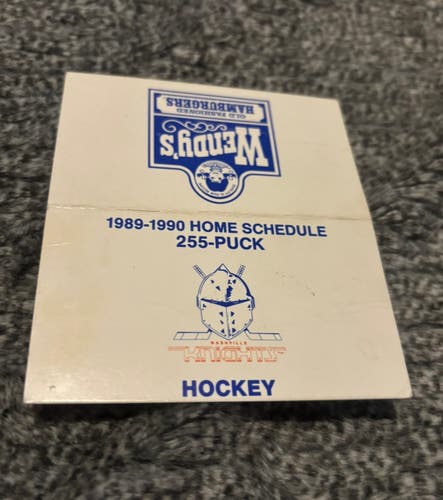 OLD FASHIONED
HAMBURGERS
WENDY'S
1989-1990 HOME SCHEDULE
255-PUCK
NASHVILLE
KNIGHTS
HOCKEY